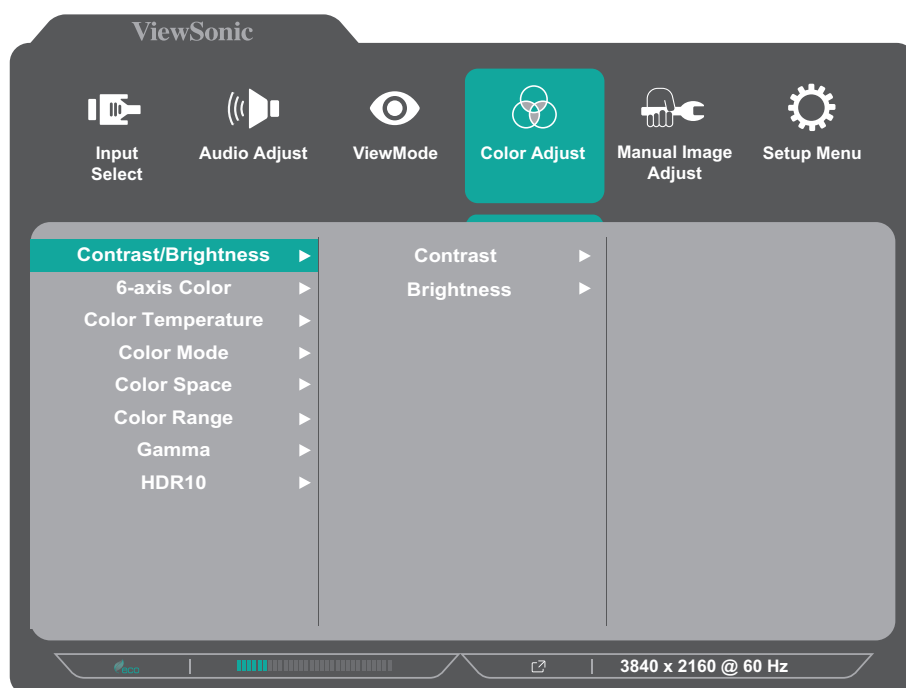 ViewSonic
Input Select
Audio Adjust
ViewMode
Color Adjust
Manual Image Adjust
Setup Menu
Contrast/Brightness
6-axis Color
Color Temperature
Color Mode
Color Space
Color Range
Gamma
HDR10
Contrast
Brightness
eco
3840 x 2160 @ 60 Hz